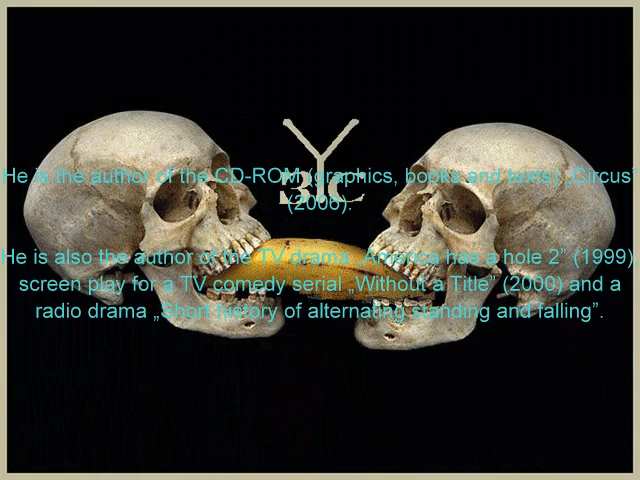 He is the author of the CD-ROM (graphics, books and texts) „Circus”
(2006).
He is also the author of the TV drama „America has a hole 2” (1999),
screen play for a TV comedy serial „Without a Title” (2000) and a
radio drama „Short history of alternating standing and falling”.